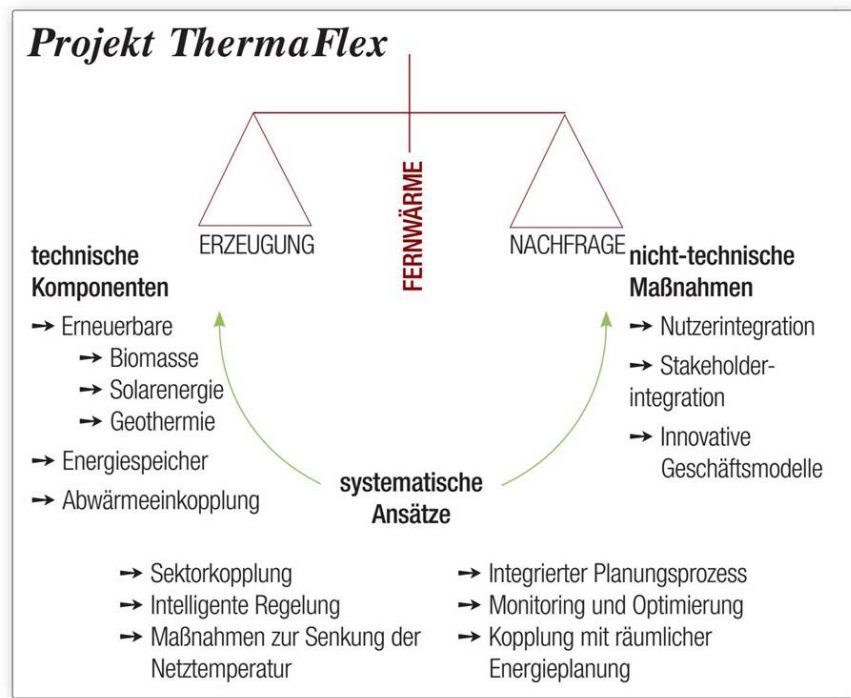 Projekt ThermaFlex
FERNWÄRME
ERZEUGUNG
NACHFRAGE
technische
Komponenten
→ Erneuerbare
→ Biomasse
→ Solarenergie
→ Geothermie
→ Energiespeicher
→ Abwärmeeinkopplung
nicht-technische
Maßnahmen
→ Nutzerintegration
→ Stakeholder-
integration
→ Innovative
Geschäftsmodelle
systematische
Ansätze
→ Sektorkopplung
→ Intelligente Regelung
→ Maßnahmen zur Senkung der
Netztemperatur
→ Integrierter Planungsprozess
→ Monitoring und Optimierung
→ Kopplung mit räumlicher
Energieplanung